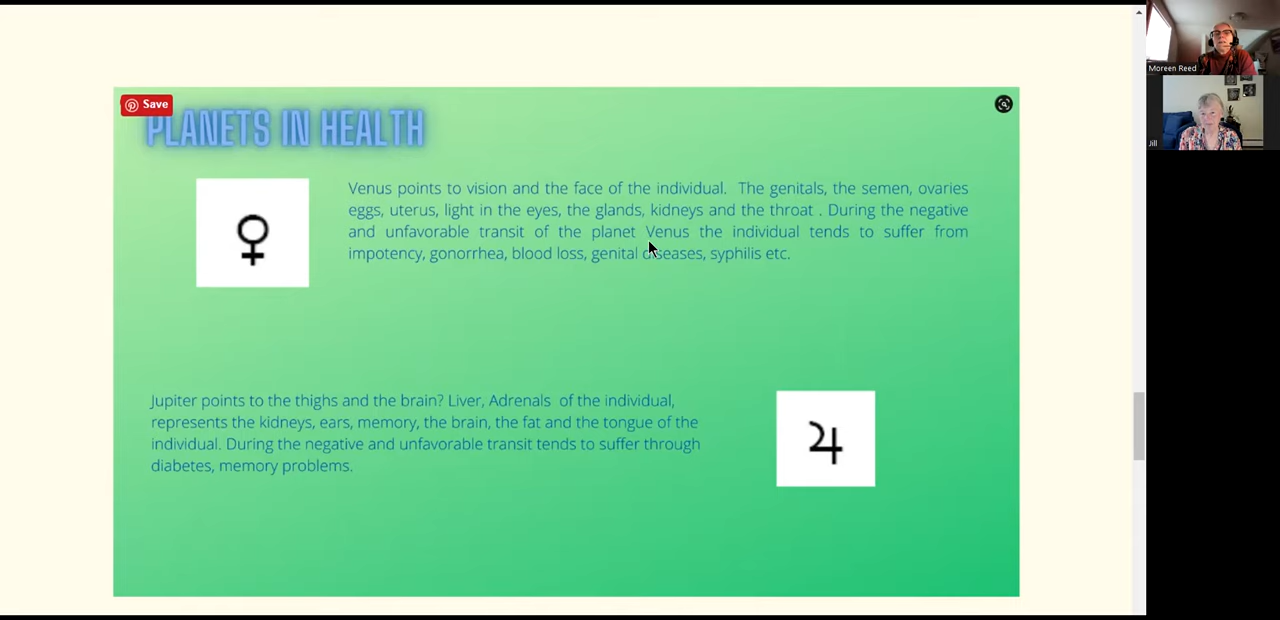 Save
PLANETS IN HEALTH
Venus points to vision and the face of the individual. The genitals, the semen, ovaries
eggs, uterus, light in the eyes, the glands, kidneys and the throat . During the negative
and unfavorable transit of the planet Venus the individual tends to suffer from
impotency, gonorrhea, blood loss, genital diseases, syphilis etc.
Jupiter points to the thighs and the brain? Liver, Adrenals of the individual,
represents the kidneys, ears, memory, the brain, the fat and the tongue of the
individual. During the negative and unfavorable transit tends to suffer through
diabetes, memory problems.
Moreen Reed
Jill